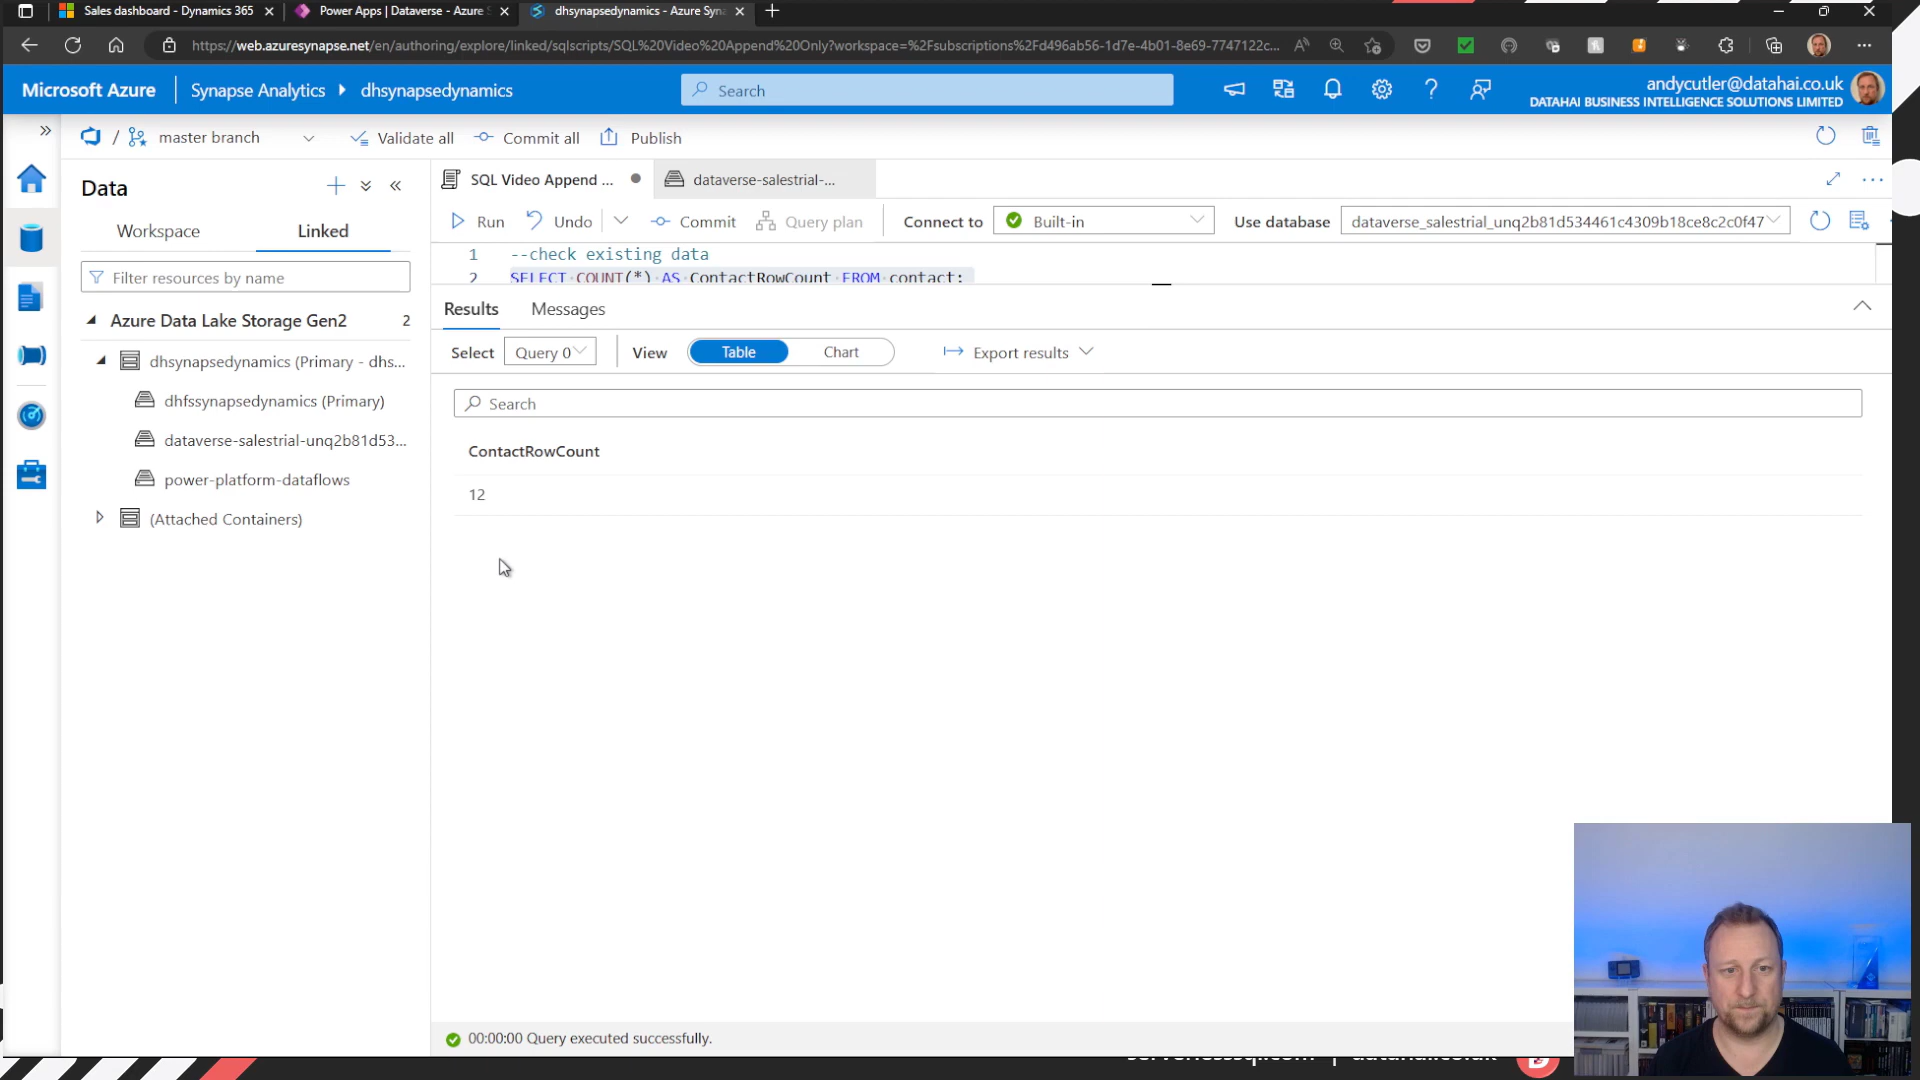 Sales dashboard - Dynamics 365
Power Apps | Dataverse - Azure S
dhsynapsedynamics - Azure Syna
https://web.azuresynapse.net/en/authoring/explore/linked/sqlscripts/SQL%20Video%20Append%20Only?workspace=%2Fsubscriptions%2Fd496ab56-1d7e-4b01-8e69-7747122c...
Microsoft Azure
Synapse Analytics
dhsynapsedynamics
Search
andycutler@datahai.co.uk
DATAHAI BUSINESS INTELLIGENCE SOLUTIONS LIMITED
/ master branch
Validate all
Commit all
Publish
Data
SQL Video Append ...
dataverse-salestrial-...
Run
Undo
Commit
Query plan
Connect to
Built-in
Use database
dataverse_salestrial_unq2b81d534461c4309b18ce8c2c0f47
Workspace
Linked
1 --check existing data
2 SELECT COUNT(*) AS ContactRowCount FROM contact;
Filter resources by name
Results
Messages
Azure Data Lake Storage Gen2 2
dhsynapsedynamics (Primary - dhs...
dhfssynapsedynamics (Primary)
dataverse-salestrial-unq2b81d53...
power-platform-dataflows
(Attached Containers)
Select
Query 0
View
Table
Chart
Export results
Search
ContactRowCount
12
00:00:00 Query executed successfully.